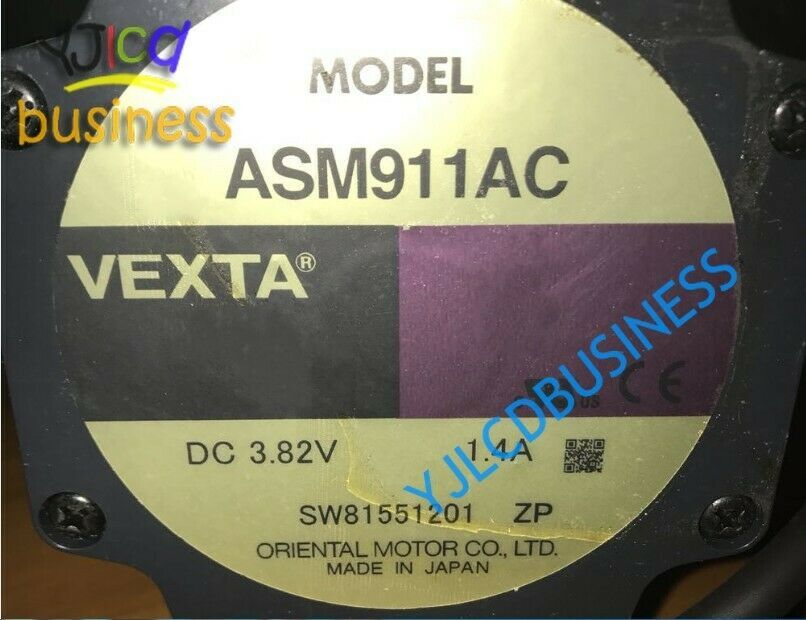 YJlcd
business
MODEL
ASM911AC
VEXTA®
YJLCDBUSINESS
US CE
DC 3.82V 1.4A
SW81551201 ZP
ORIENTAL MOTOR CO., LTD.
MADE IN JAPAN